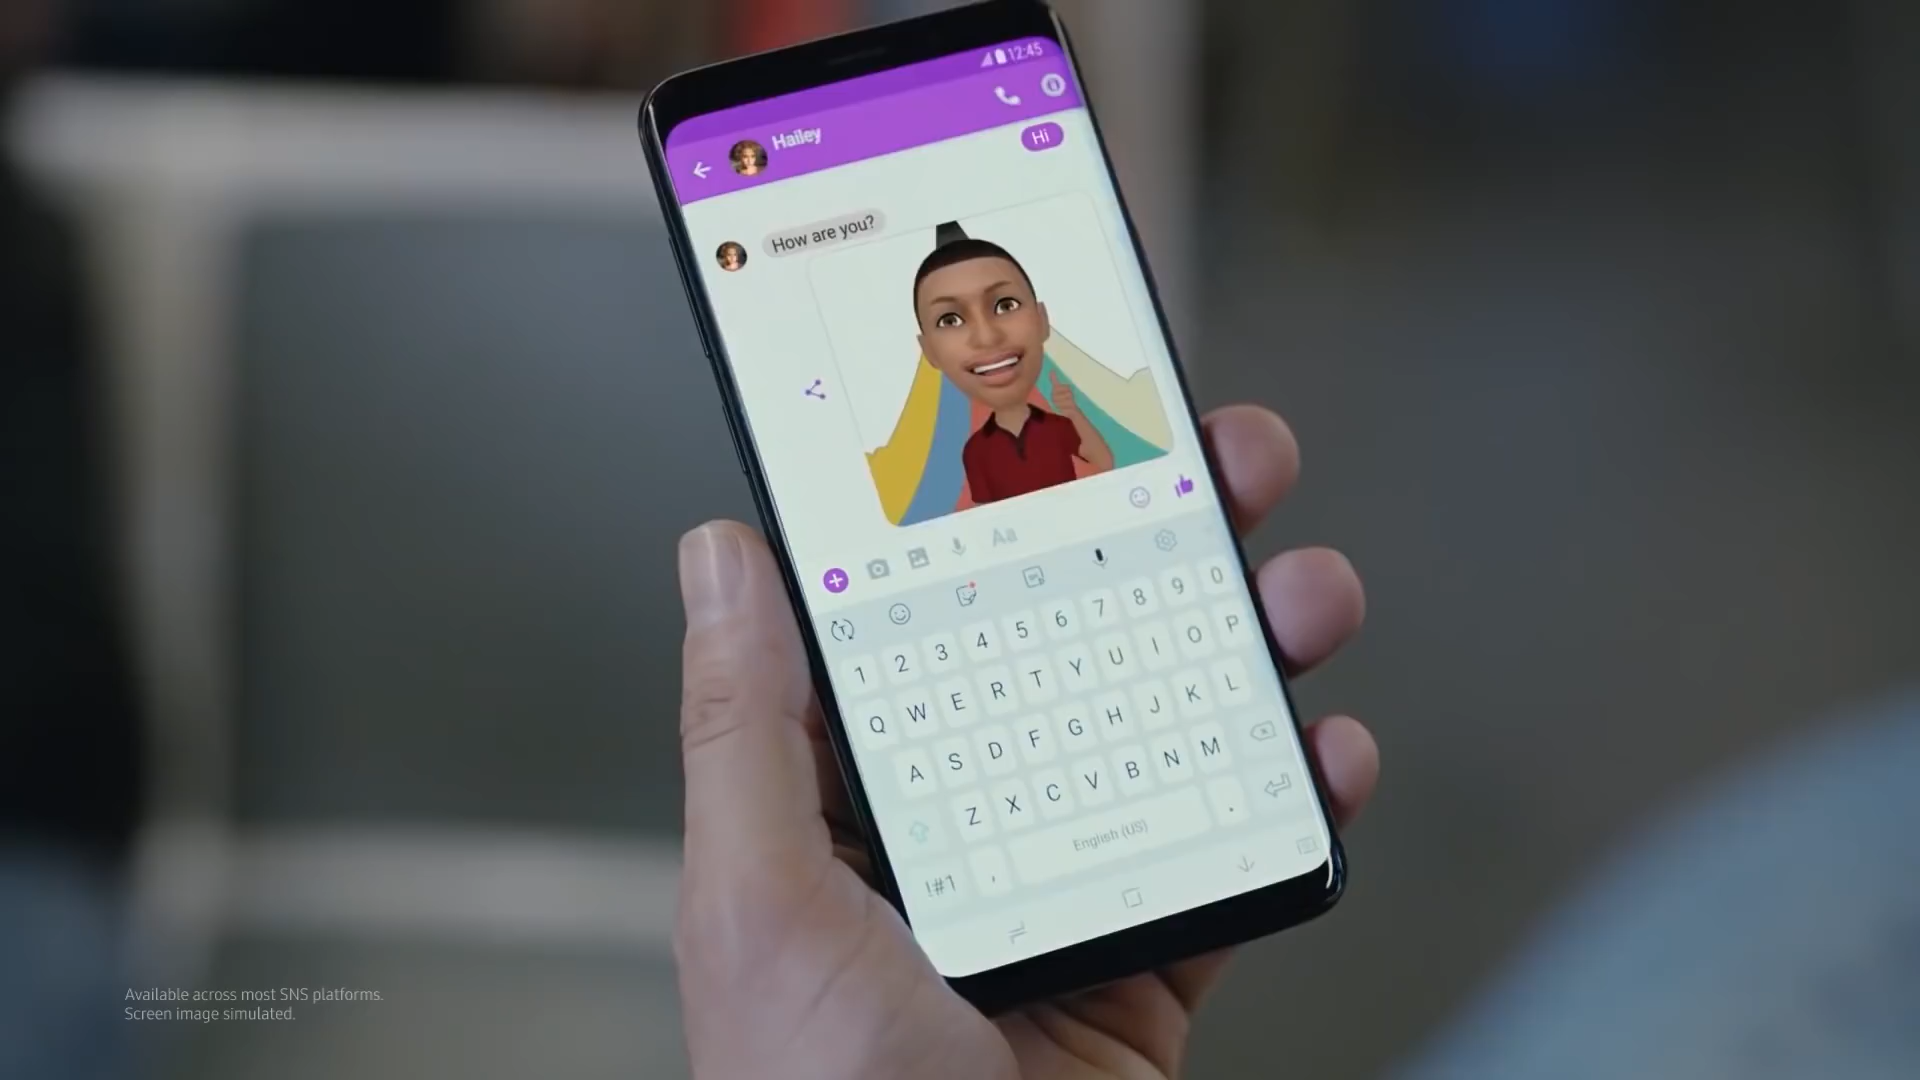 12:45
Hailey
Hi
How are you?
Aa
1 2 3 4 5 6 7 8 9 0
Q W E R T Y U I O P
A S D F G H J K L
Z X C V B N M
!#1 , English (US) .
Available across most SNS platforms.
Screen image simulated.